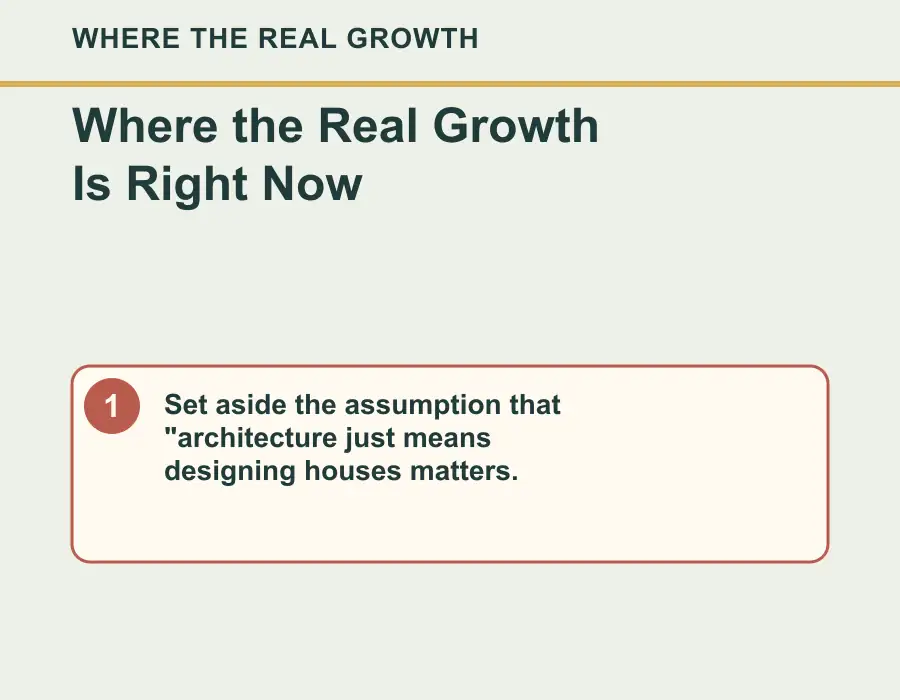 WHERE THE REAL GROWTH
Where the Real Growth
Is Right Now
1
Set aside the assumption that
"architecture just means
designing houses matters.